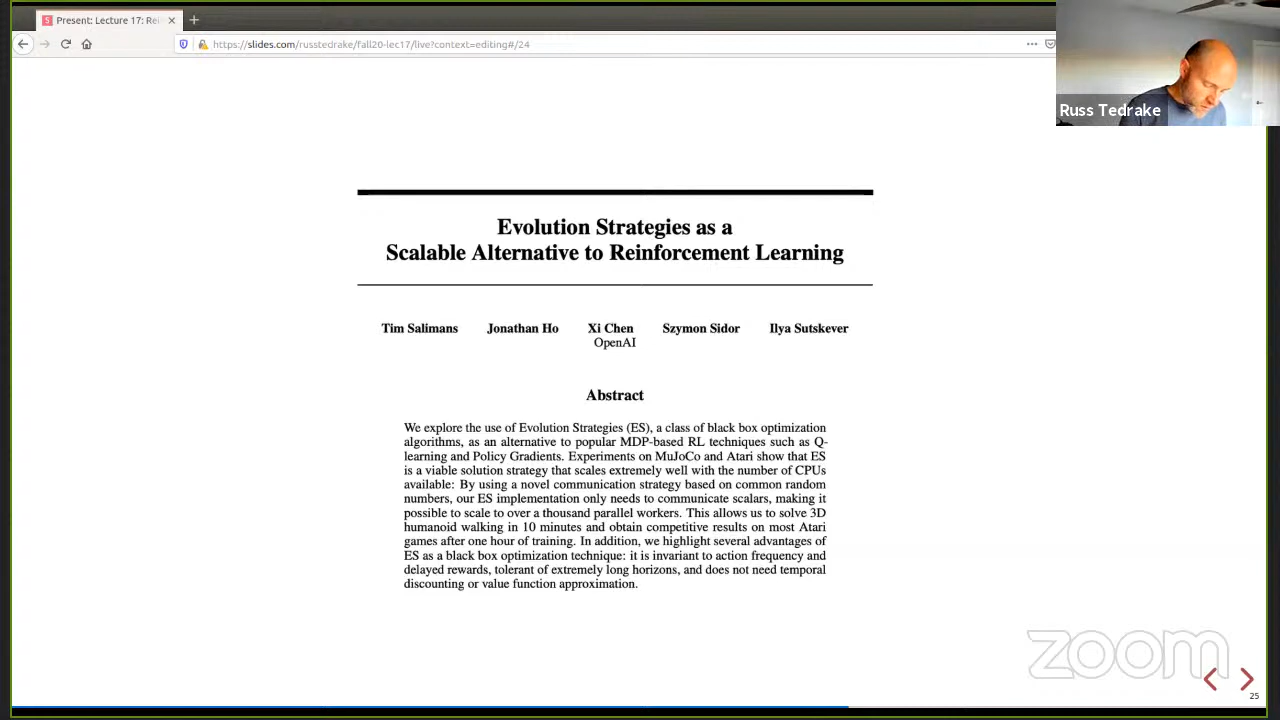 Present: Lecture 17: Rei
https://slides.com/russtedrake/fall20-lec17/live?context=editing#/24
Russ Tedrake
Evolution Strategies as a
Scalable Alternative to Reinforcement Learning
Tim Salimans Jonathan Ho Xi Chen Szymon Sidor Ilya Sutskever
OpenAI
Abstract
We explore the use of Evolution Strategies (ES), a class of black box optimization
algorithms, as an alternative to popular MDP-based RL techniques such as Q-
learning and Policy Gradients. Experiments on MuJoCo and Atari show that ES
is a viable solution strategy that scales extremely well with the number of CPUs
available: By using a novel communication strategy based on common random
numbers, our ES implementation only needs to communicate scalars, making it
possible to scale to over a thousand parallel workers. This allows us to solve 3D
humanoid walking in 10 minutes and obtain competitive results on most Atari
games after one hour of training. In addition, we highlight several advantages of
ES as a black box optimization technique: it is invariant to action frequency and
delayed rewards, tolerant of extremely long horizons, and does not need temporal
discounting or value function approximation.
zoom
25